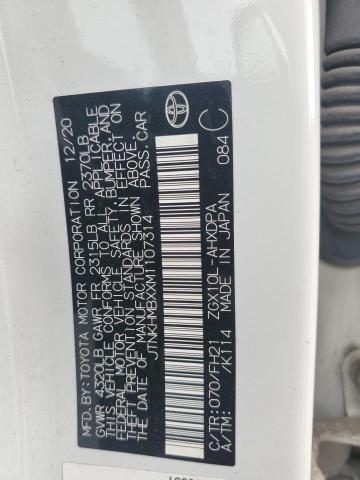 MFD.BY:TOYOTA MOTOR CORPORATION 12/20
GVWR 4320LB GAWR FR 2315LB RR 2370LB
THIS VEHICLE CONFORMS TO ALL APPLICABLE
FEDERAL MOTOR VEHICLE SAFETY, BUMPER, AND
THEFT PREVENTION STANDARDS IN EFFECT ON
THE DATE OF MANUFACTURE SHOWN ABOVE.
JTNKHMBXXM1107314 PASS.CAR
C/TR:070/FH21 ZGX10L-AHXDPA
A/TM: /K114 MADE IN JAPAN 084C